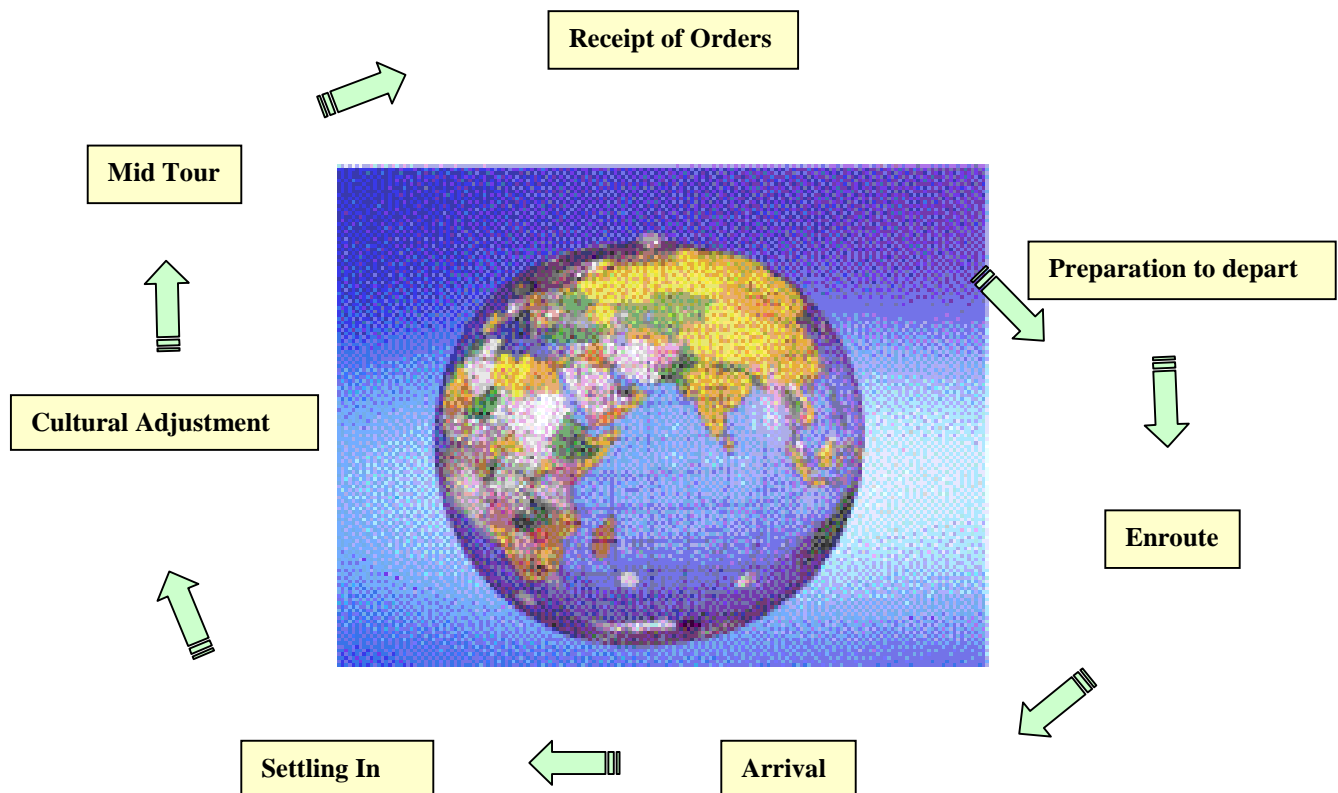 Receipt of Orders
Mid Tour
Preparation to depart
Cultural Adjustment
Enroute
Settling In
Arrival